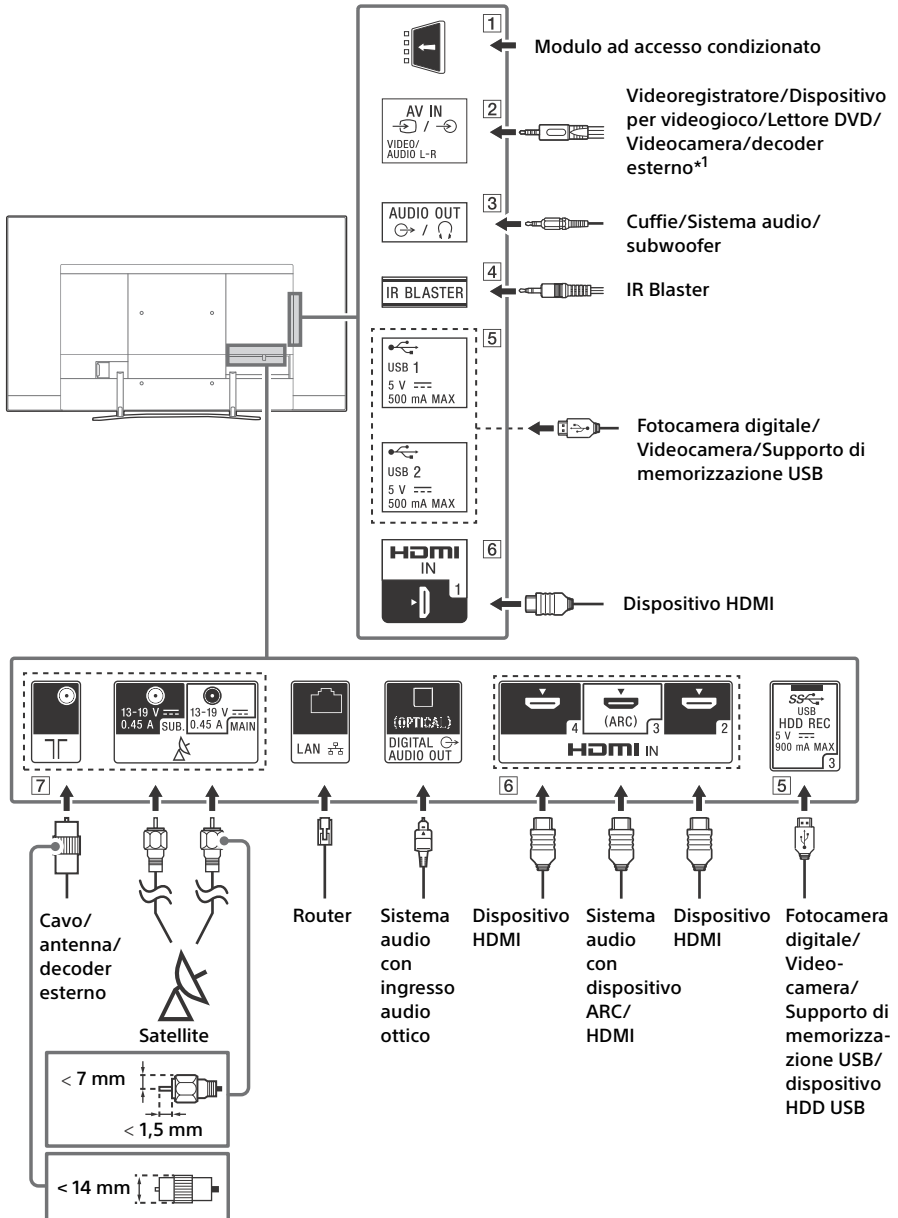 1
Modulo ad accesso condizionato
2
AV IN
/
VIDEO/
AUDIO L-R
Videoregistratore/Dispositivo
per videogioco/Lettore DVD/
Videocamera/decoder
esterno*1
3
AUDIO OUT
/
Cuffie/Sistema audio/
subwoofer
4
IR BLASTER
IR Blaster
5
USB 1
5 V
500 mA MAX
USB 2
5 V
500 mA MAX
Fotocamera digitale/
Videocamera/Supporto di
memorizzazione USB
6
HDMI
IN
1
Dispositivo HDMI
13-19 V
0.45 A SUB.
13-19 V
0.45 A MAIN
LAN
(OPTICAL)
DIGITAL
AUDIO OUT
4
(ARC)
3
2
HDMI IN
SS
USB
HDD REC
5 V
900 mA MAX
3
7
6
5
Cavo/
antenna/
decoder
esterno
Satellite
Router
Sistema
audio
con
ingresso
audio
ottico
Dispositivo
HDMI
Sistema
audio
con
dispositivo
ARC/
HDMI
Dispositivo
HDMI
Fotocamera
digitale/
Video-
camera/
Supporto di
memorizza-
zione USB/
dispositivo
HDD USB
< 7 mm
< 1,5 mm
< 14 mm